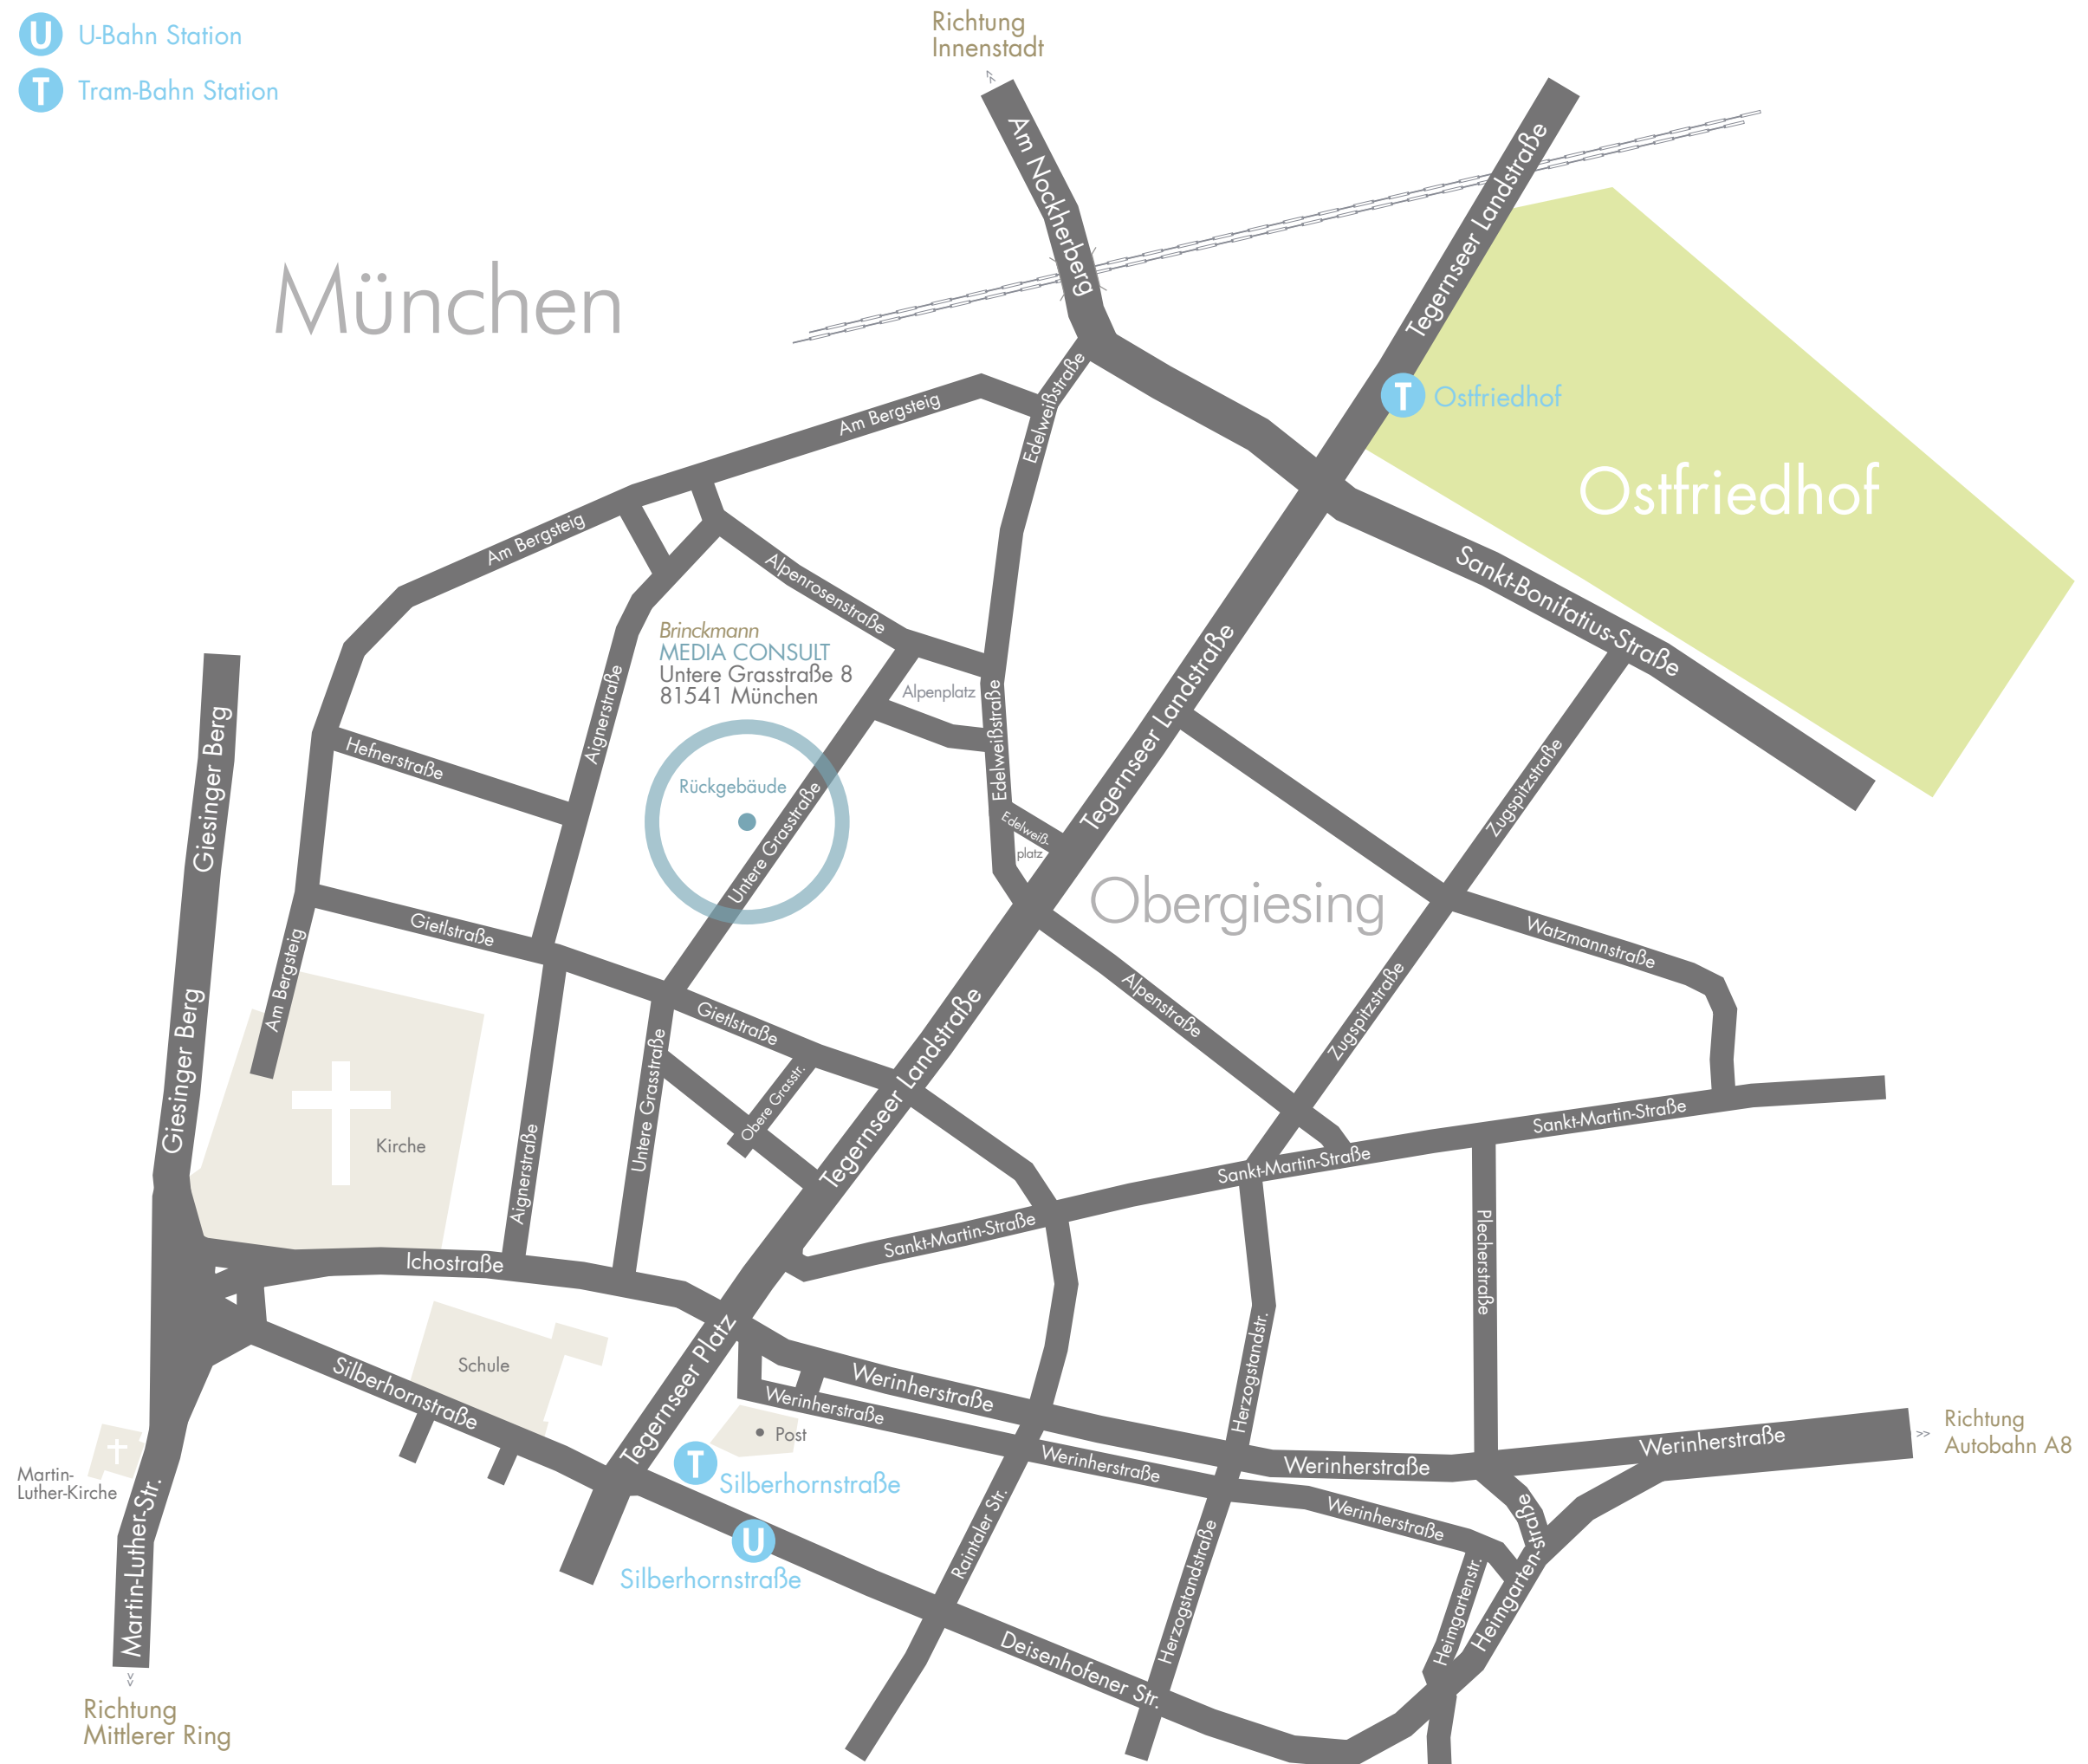 U U-Bahn Station
T Tram-Bahn Station
Richtung
Innenstadt
Am Nockherberg
Tegernseer Landstraße
München
Edelweißstraße
Am Bergsteig
T Ostfriedhof
Ostfriedhof
Edelweißstraße
Am Bergsteig
Alpenrosenstraße
Sankt-Bonifatius-Straße
Brinckmann
MEDIA CONSULT
Untere Grasstraße 8
81541 München
Alpenplatz
Aignerstraße
Edelweißstraße
Tegernseer Landstraße
Giesinger Berg
Hefnerstraße
Rückgebäude
Untere Grasstraße
Zugspitzstraße
Edelweiß-
platz
Obergiesing
Gietlstraße
Watzmannstraße
Am Bergsteig
Gietlstraße
Alpenstraße
Zugspitzstraße
Tegernseer Landstraße
Giesinger Berg
Kirche
Aignerstraße
Untere Grasstraße
Obere Grasstr.
Sankt-Martin-Straße
Sankt-Martin-Straße
Sankt-Martin-Straße
Plecherstraße
Ichostraße
Schule
Silberhornstraße
Tegernseer Platz
Werinherstraße
Werinherstraße
Herzogstandstr.
Post
Werinherstraße
Werinherstraße
Werinherstraße
Werinherstraße
Richtung
Autobahn A8
>>
Martin-
Luther-Kirche
T
Silberhornstraße
U
Silberhornstraße
Martin-Luther-Str.
Raintaler Str.
Herzogstandstraße
Heimgartenstr.
Heimgarten-straße
Deisenhofener Str.
Richtung
Mittlerer Ring